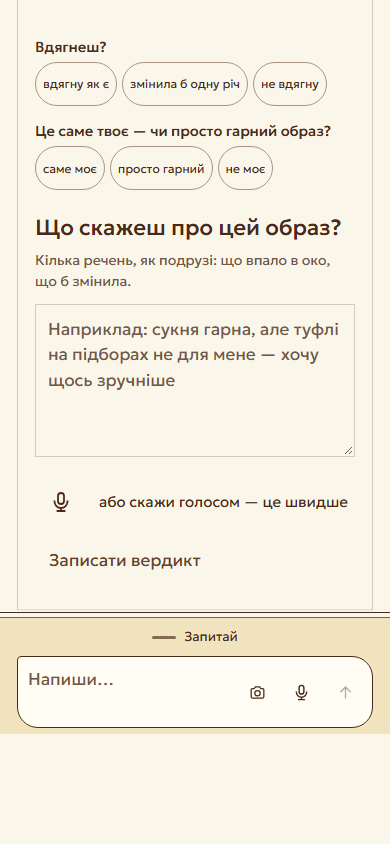 Вдягнеш?
вдягну як є
змінила б одну річ
не вдягну
Це саме твоє — чи просто гарний образ?
саме моє
просто гарний
не моє
Що скажеш про цей образ?
Кілька речень, як подрузі: що впало в око,
що б змінила.
Наприклад: сукня гарна, але туфлі
на підборах не для мене — хочу
щось зручніше
або скажи голосом — це швидше
Записати вердикт
Запитай
Напиши…